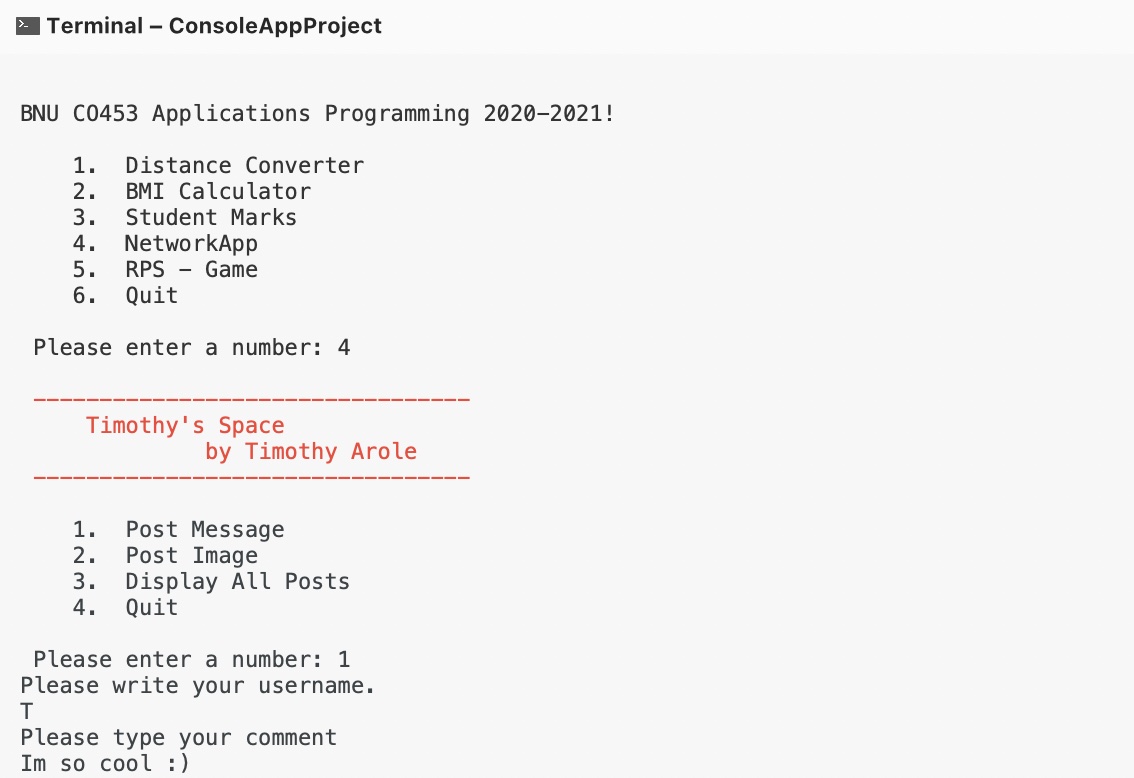 Terminal – ConsoleAppProject
BNU CO453 Applications Programming 2020-2021!
1. Distance Converter
2. BMI Calculator
3. Student Marks
4. NetworkApp
5. RPS - Game
6. Quit
Please enter a number: 4
---------------------------------
Timothy's Space
by Timothy Arole
---------------------------------
1. Post Message
2. Post Image
3. Display All Posts
4. Quit
Please enter a number: 1
Please write your username.
T
Please type your comment
Im so cool :)